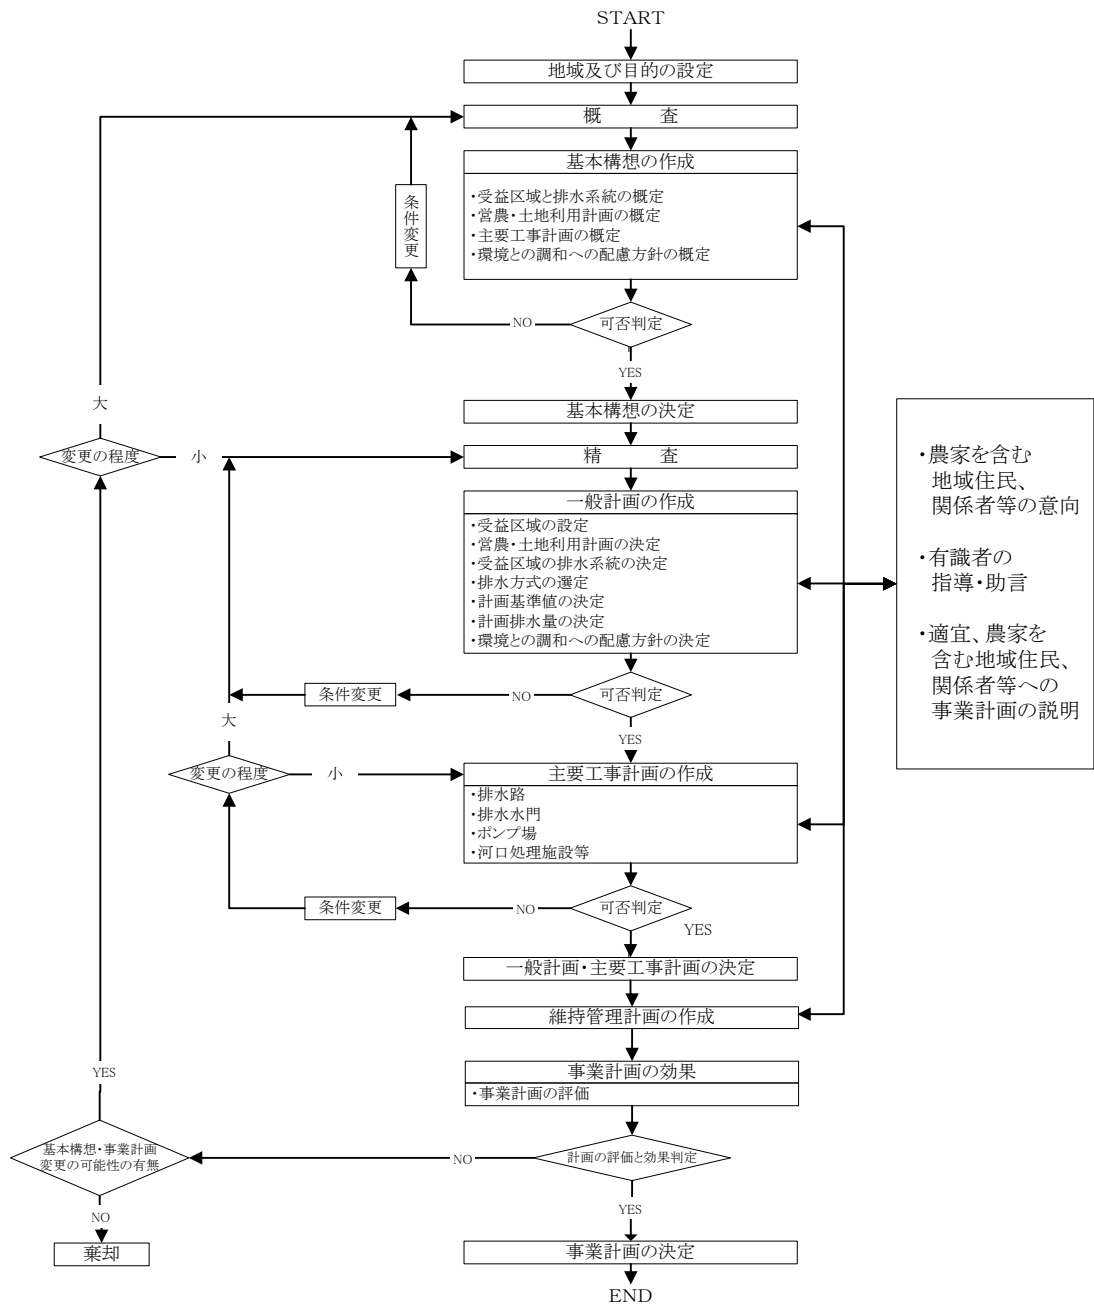 START
地域及び目的の設定
概　　　査
基本構想の作成
・受益区域と排水系統の概定
・営農・土地利用計画の概定
・主要工事計画の概定
・環境との調和への配慮方針の概定
条件変更
NO
可否判定
YES
基本構想の決定
大
変更の程度
小
精　　　査
一般計画の作成
・受益区域の設定
・営農・土地利用計画の決定
・受益区域の排水系統の決定
・排水方式の選定
・計画基準値の決定
・計画排水量の決定
・環境との調和への配慮方針の決定
条件変更
NO
可否判定
YES
大
変更の程度
小
主要工事計画の作成
・排水路
・排水水門
・ポンプ場
・河口処理施設等
条件変更
NO
可否判定
YES
一般計画・主要工事計画の決定
維持管理計画の作成
事業計画の効果
・事業計画の評価
YES
基本構想・事業計画
変更の可能性の有無
NO
計画の評価と効果判定
NO
YES
棄却
事業計画の決定
END
・農家を含む
地域住民、
関係者等の意向
・有識者の
指導・助言
・適宜、農家を
含む地域住民、
関係者等への
事業計画の説明